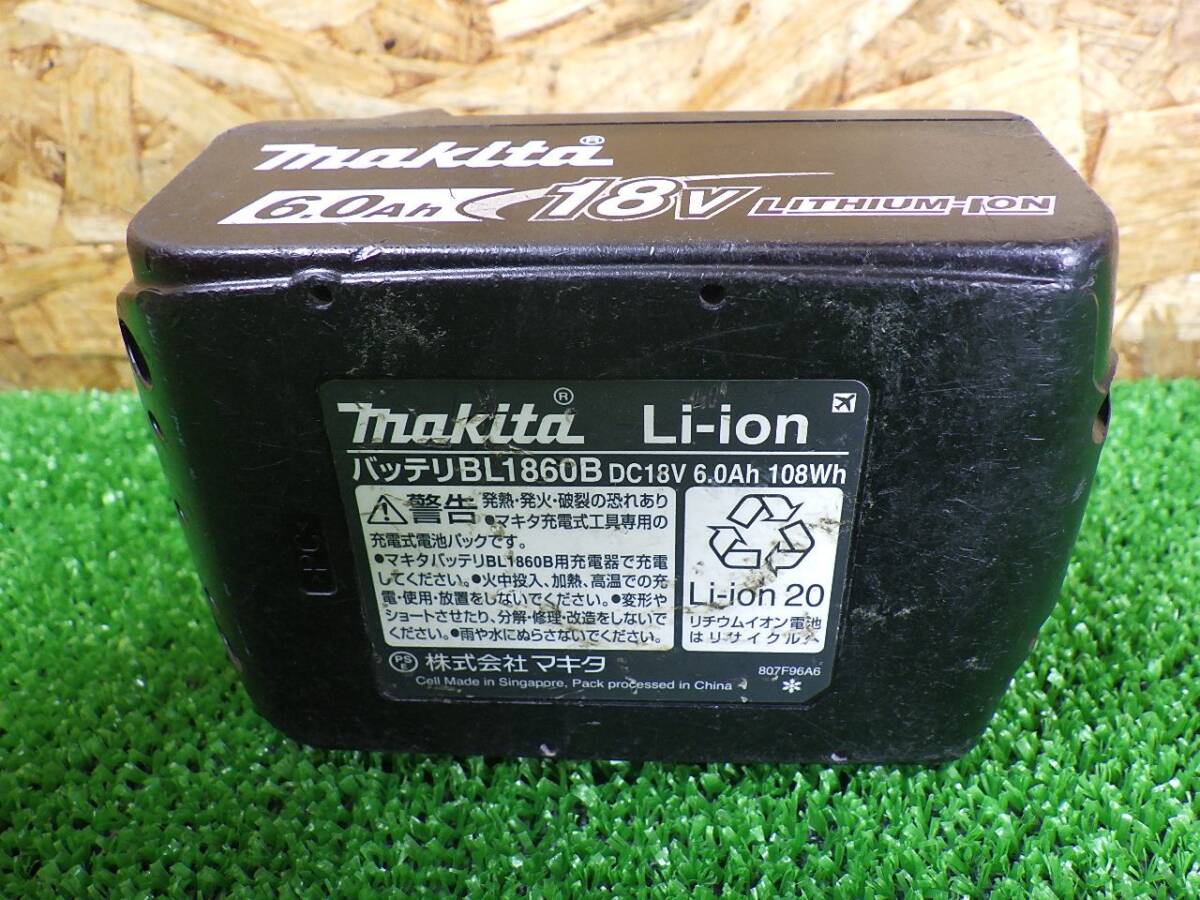 makita®
6.0Ah 18V LITHIUM-ION
makita® Li-ion
バッテリBL1860B DC18V 6.0Ah 108Wh
警告 発熱・発火・破裂の恐れあり
●マキタ充電式工具専用の
充電式電池パックです。
●マキタバッテリBL1860B用充電器で充電
してください。●火中投入、加熱、高温での充
電・使用・放置をしないでください。●変形や
ショートさせたり、分解・修理・改造をしないで
ください。●雨や水にぬらさないでください。
Li-ion 20
リチウムイオン電池
はリサイクルへ
PS
E
株式会社マキタ
807F96A6
Cell Made in Singapore, Pack processed in China